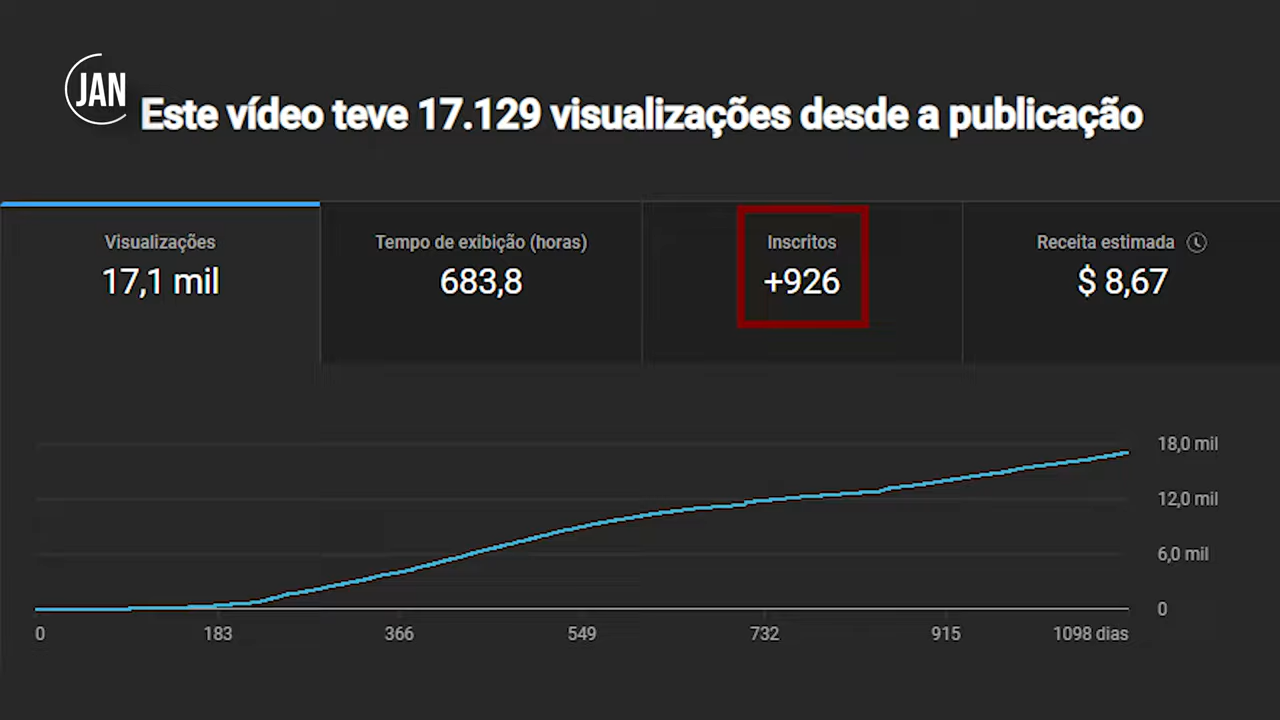 JAN
Este vídeo teve 17.129 visualizações desde a publicação
Visualizações
17,1 mil
Tempo de exibição (horas)
683,8
Inscritos
+926
Receita estimada
$ 8,67
18,0 mil
12,0 mil
6,0 mil
0
0 183 366 549 732 915 1098 dias